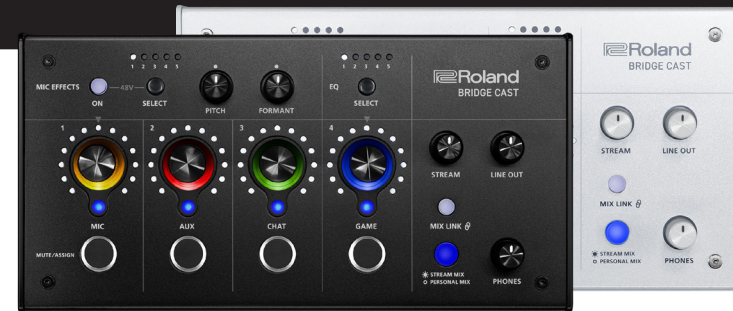 1 2 3 4 5
1 2 3 4 5
Roland
BRIDGE CAST
MIC EFFECTS
ON
48V
SELECT
PITCH
FORMANT
EQ
SELECT
1
2
3
4
STREAM
LINE OUT
MIC
AUX
CHAT
GAME
MIX LINK
MUTE/ASSIGN
STREAM MIX
PERSONAL MIX
PHONES
Roland
BRIDGE CAST
STREAM
LINE OUT
MIX LINK
STREAM MIX
PERSONAL MIX
PHONES